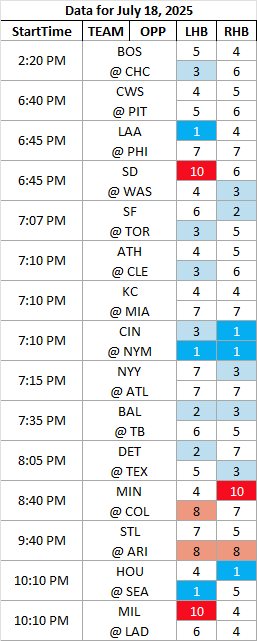 Data for July 18, 2025
StartTime TEAM OPP LHB RHB
2:20 PM BOS 5 4
@ CHC 3 6
6:40 PM CWS 4 5
@ PIT 5 6
6:45 PM LAA 1 4
@ PHI 7 7
6:45 PM SD 10 6
@ WAS 4 3
7:07 PM SF 6 2
@ TOR 3 5
7:10 PM ATH 4 5
@ CLE 3 6
7:10 PM KC 4 4
@ MIA 7 7
7:10 PM CIN 3 1
@ NYM 1 1
7:15 PM NYY 7 3
@ ATL 7 7
7:35 PM BAL 2 3
@ TB 6 5
8:05 PM DET 2 7
@ TEX 5 3
8:40 PM MIN 4 10
@ COL 8 7
9:40 PM STL 7 5
@ ARI 8 8
10:10 PM HOU 4 1
@ SEA 1 5
10:10 PM MIL 10 4
@ LAD 6 4